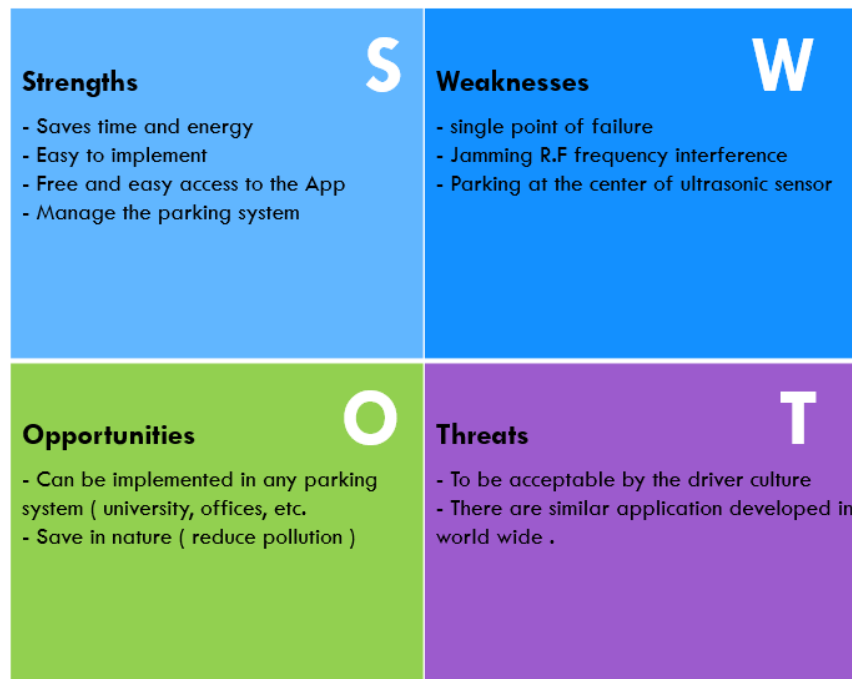 S
Strengths
- Saves time and energy
- Easy to implement
- Free and easy access to the App
- Manage the parking system
W
Weaknesses
- single point of failure
- Jamming R.F frequency interference
- Parking at the center of ultrasonic sensor
O
Opportunities
- Can be implemented in any parking
system ( university, offices, etc.
- Save in nature ( reduce pollution )
T
Threats
- To be acceptable by the driver culture
- There are similar application developed in
world wide .